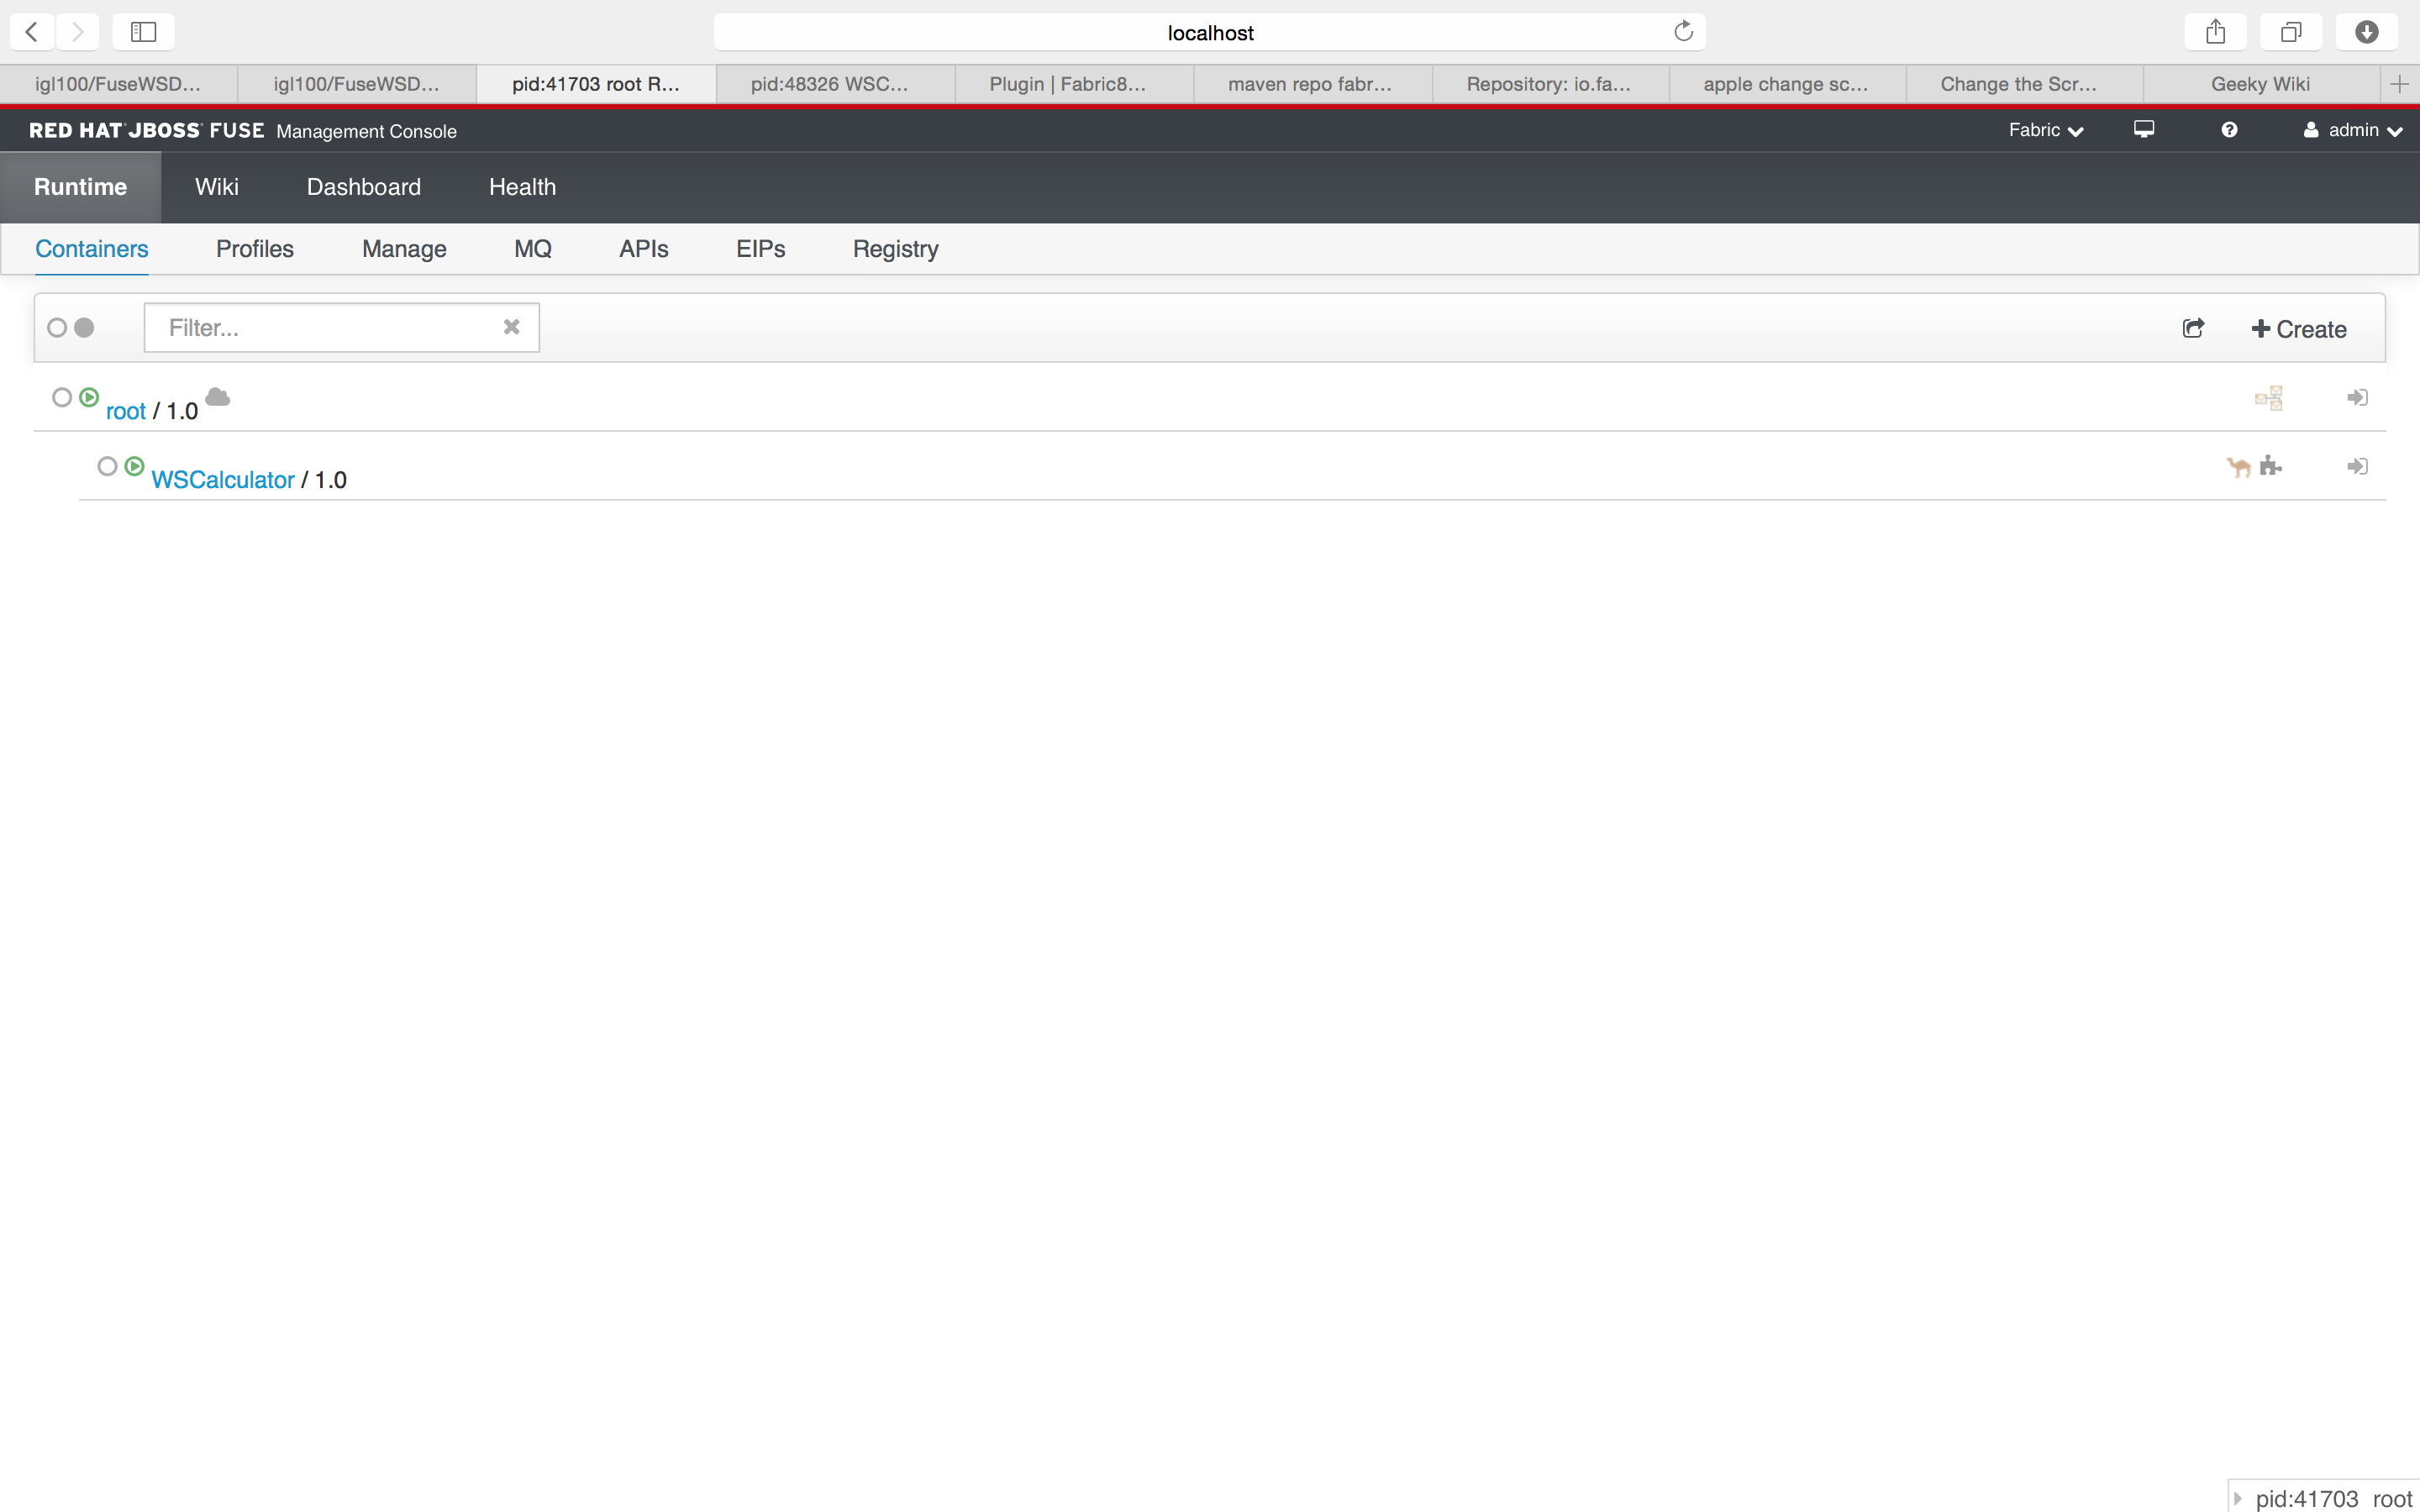 localhost
igl100/FuseWSD... igl100/FuseWSD... pid:41703 root R... pid:48326 WSC... Plugin | Fabric8... maven repo fabr... Repository: io.fa... apple change sc... Change the Scr... Geeky Wiki
RED HAT JBOSS FUSE Management Console Fabric admin
Runtime Wiki Dashboard Health
Containers Profiles Manage MQ APIs EIPs Registry
Filter... Create
root / 1.0
WSCalculator / 1.0
pid:41703 root